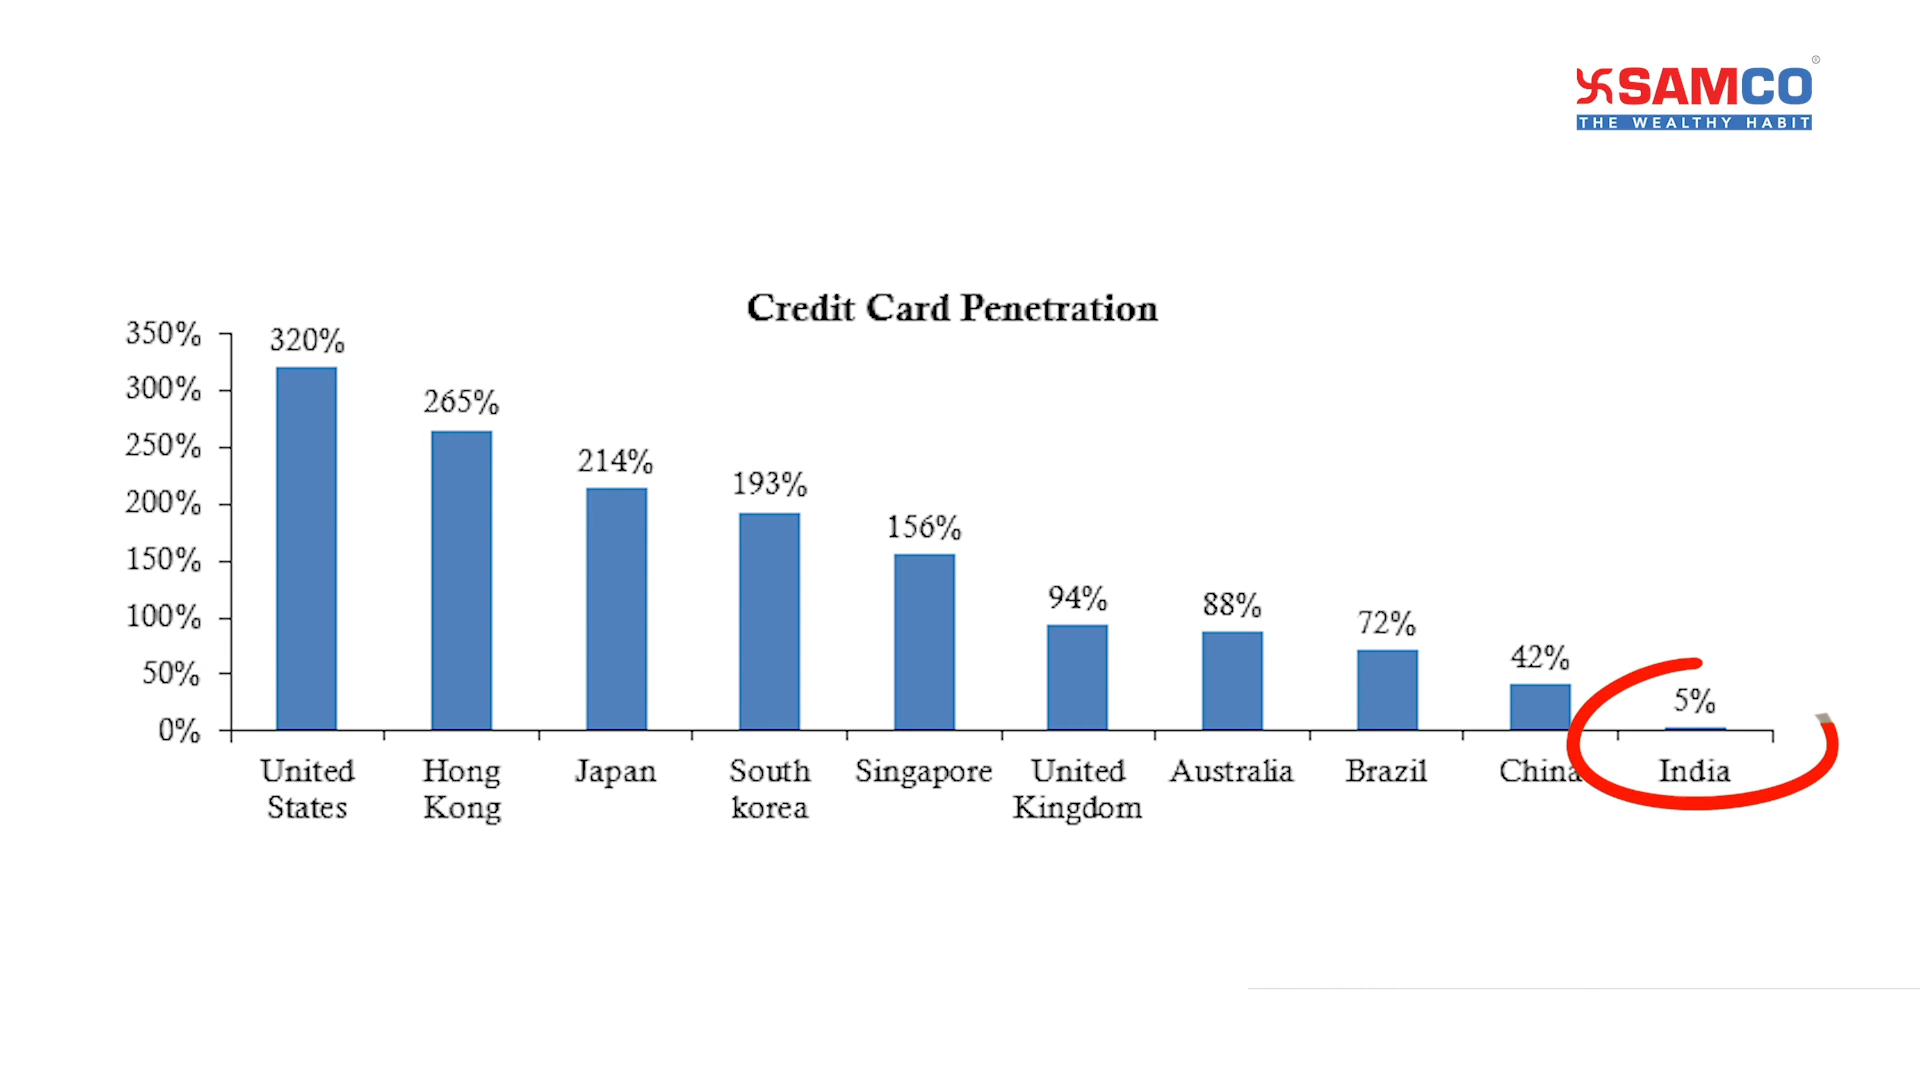 SAMCO®
THE WEALTHY HABIT
Credit Card Penetration
350%
300%
250%
200%
150%
100%
50%
0%
320%
265%
214%
193%
156%
94%
88%
72%
42%
5%
United States
Hong Kong
Japan
South korea
Singapore
United Kingdom
Australia
Brazil
China
India